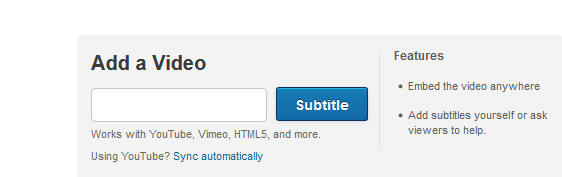 Add a Video
Subtitle
Works with YouTube, Vimeo, HTML5, and more.
Using YouTube? Sync automatically
Features
Embed the video anywhere
Add subtitles yourself or ask
viewers to help.